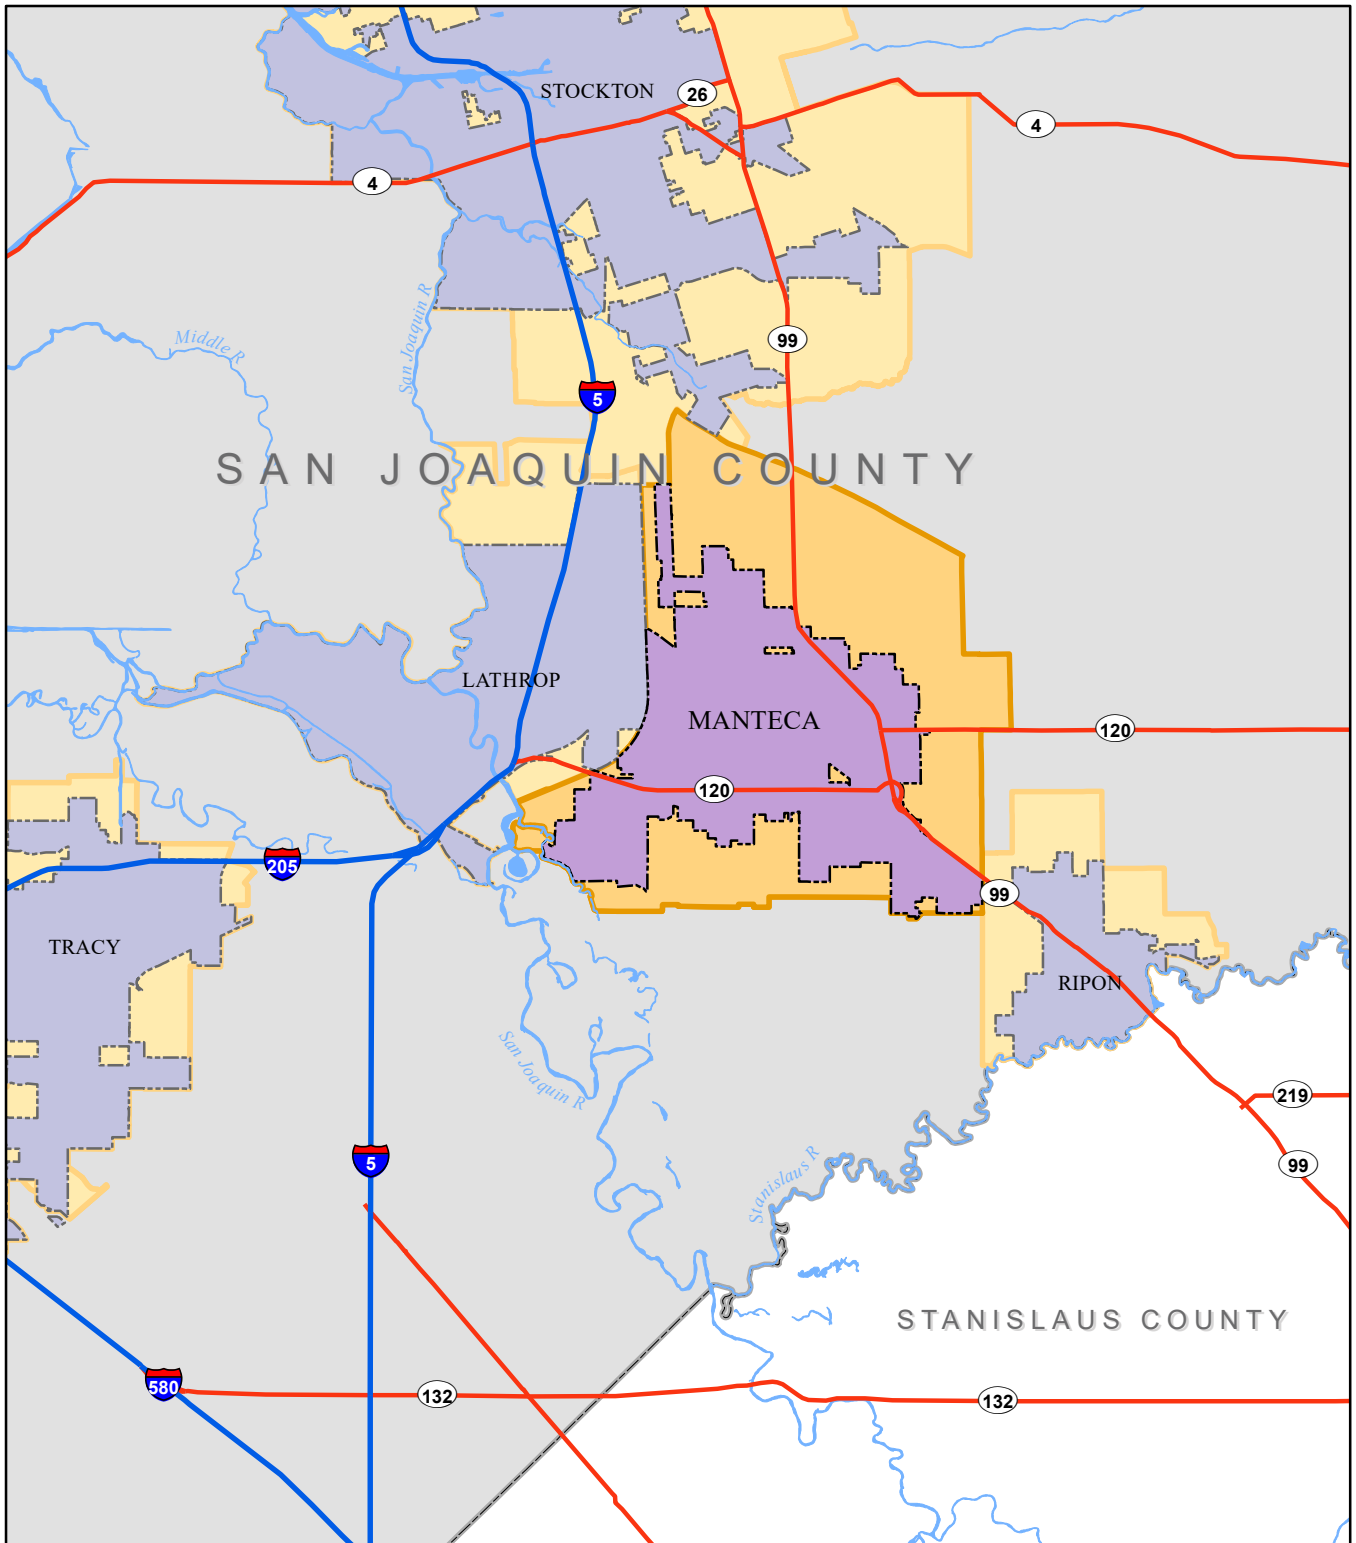 STOCKTON
26
4
4
San Joaquin R
Middle R
99
5
SAN JOAQUIN COUNTY
LATHROP
MANTECA
120
120
205
99
TRACY
RIPON
San Joaquin R
219
5
Stanislaus R
99
STANISLAUS COUNTY
580
132
132